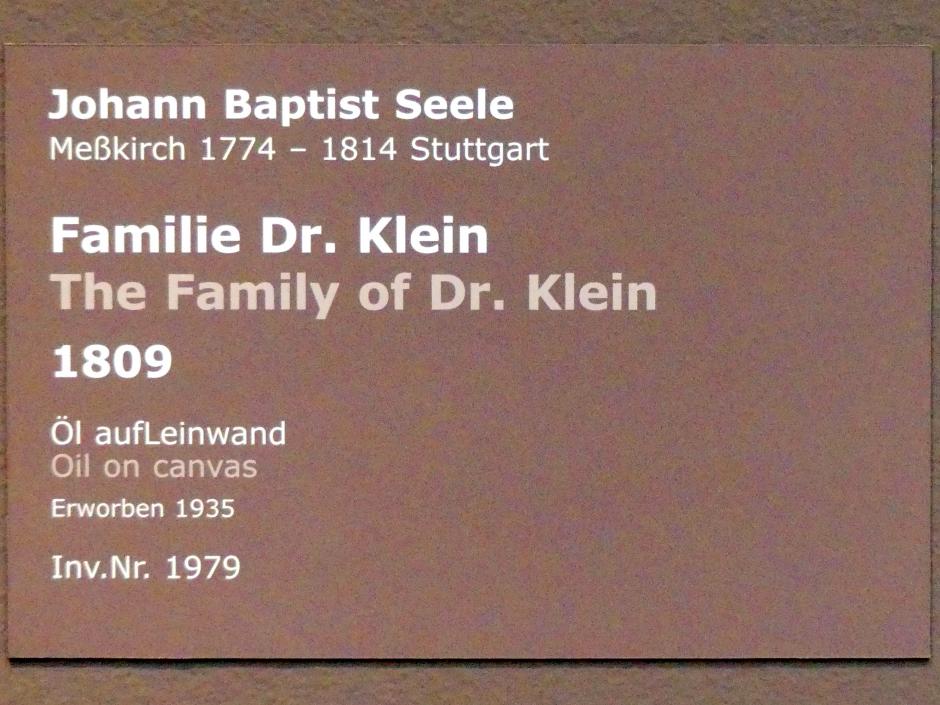 Johann Baptist Seele
Meßkirch 1774 – 1814 Stuttgart
Familie Dr. Klein
The Family of Dr. Klein
1809
Öl aufLeinwand
Oil on canvas
Erworben 1935
Inv.Nr. 1979